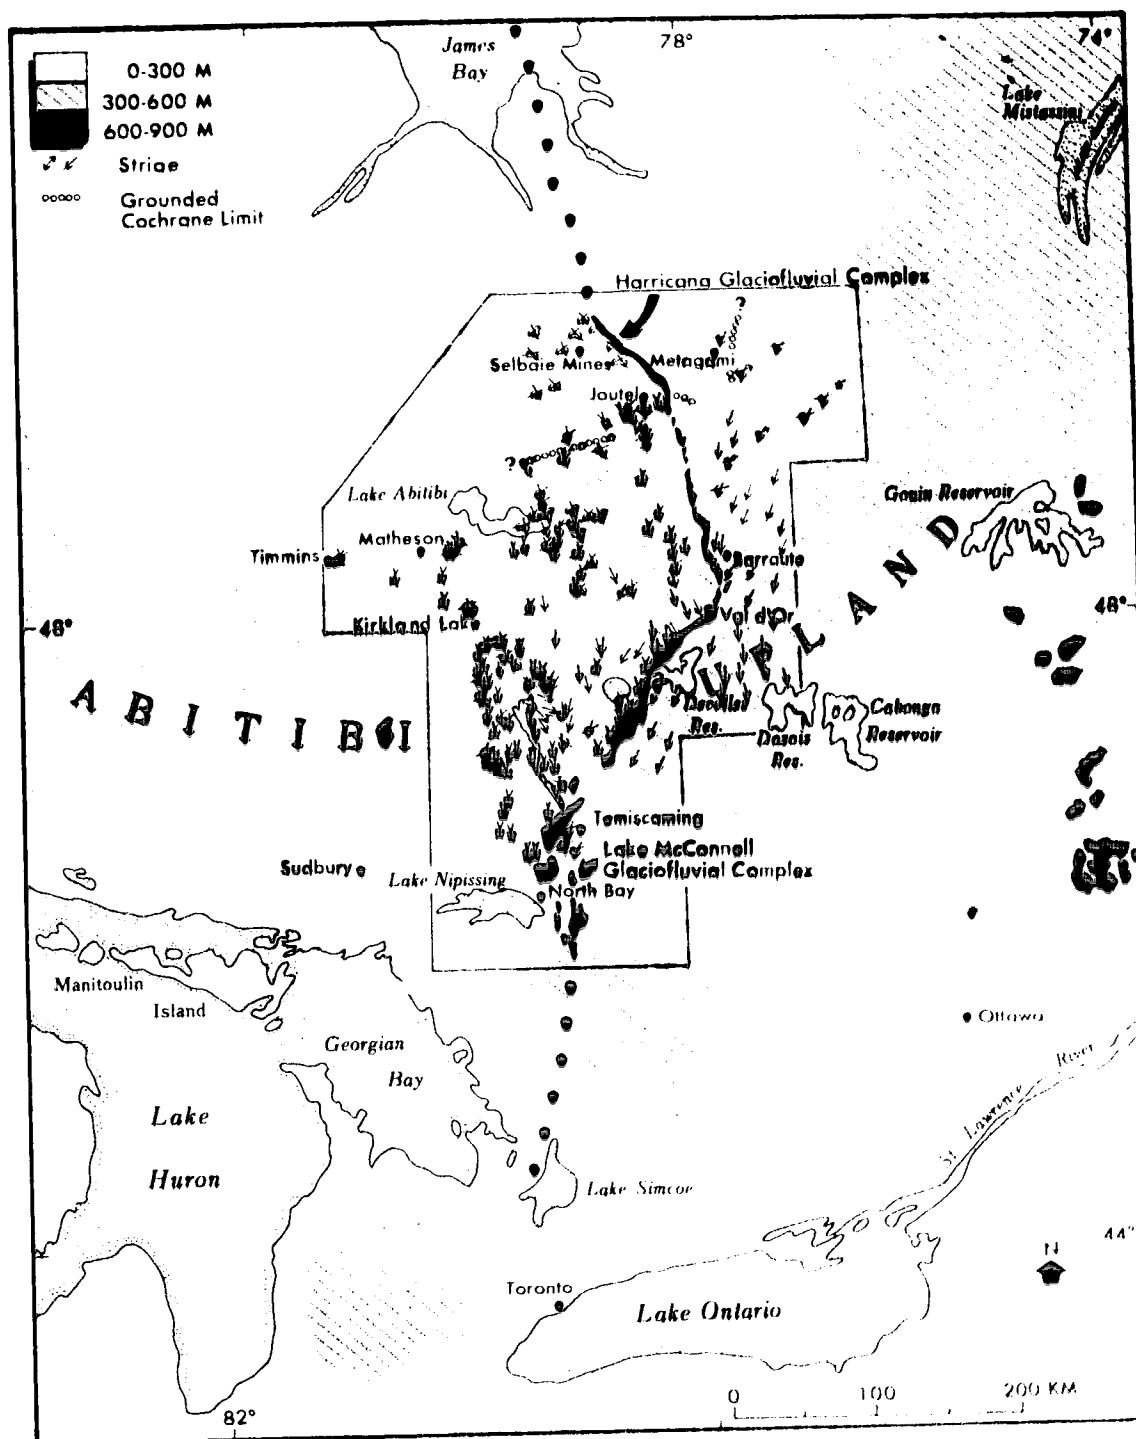 James
Bay
78°
74°
0-300 M
300-600 M
600-900 M
Striae
Grounded
Cochrane Limit
Lake
Mistassini
Harricana Glaciofluvial Complex
?
Selbaie Mines
Matagami
Joutel
?
Lake Abitibi
Gouin Reservoir
Matheson
Timmins
Barraute
48°
Kirkland Lake
Val d'Or
48°
ABITIBI
UPLAND
Decelles
Res.
Dozois
Res.
Cabonga
Reservoir
Temiscaming
Lake McConnell
Glaciofluvial Complex
Sudbury
Lake Nipissing
North Bay
Manitoulin
Island
Georgian
Bay
Ottawa
St Lawrence River
Lake
Huron
Lake Simcoe
44°
N
Toronto
Lake Ontario
0 100 200 KM
82°